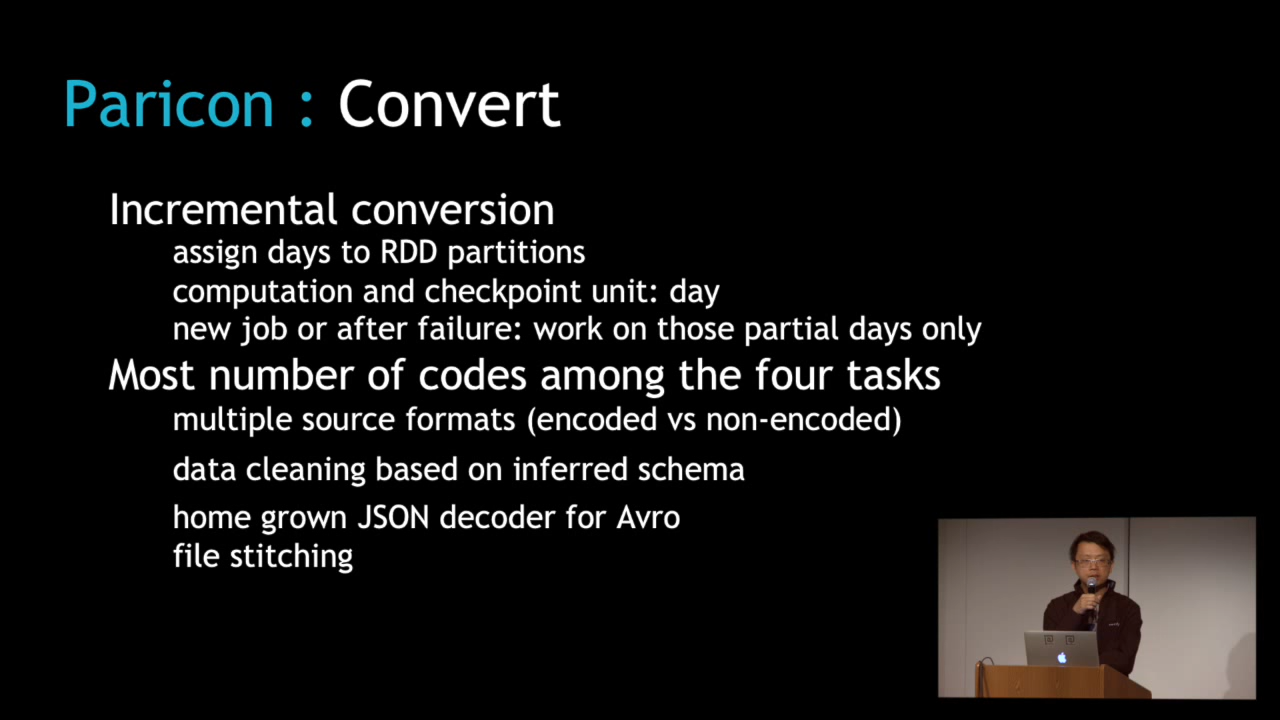 Paricon : Convert
Incremental conversion
assign days to RDD partitions
computation and checkpoint unit: day
new job or after failure: work on those partial days only
Most number of codes among the four tasks
multiple source formats (encoded vs non-encoded)
data cleaning based on inferred schema
home grown JSON decoder for Avro
file stitching